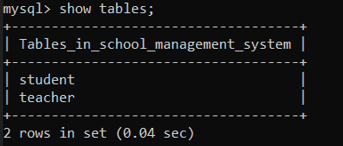 mysql> show tables;
+-----------------------------------+
| Tables_in_school_management_system |
+-----------------------------------+
| student                            |
| teacher                            |
+-----------------------------------+
2 rows in set (0.04 sec)